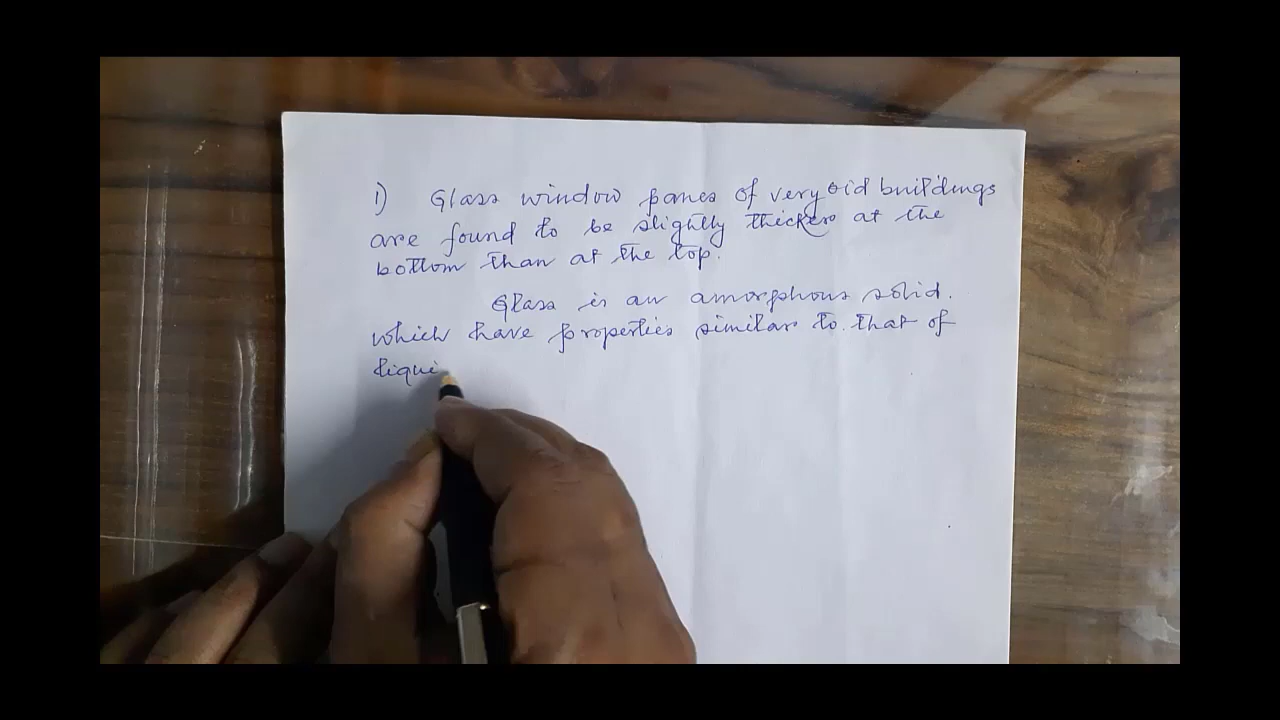 1) Glass window panes of very old buildings
are found to be slightly thicker at the
bottom than at the top.
Glass is an amorphous solid.
which have properties similar to that of
liqui